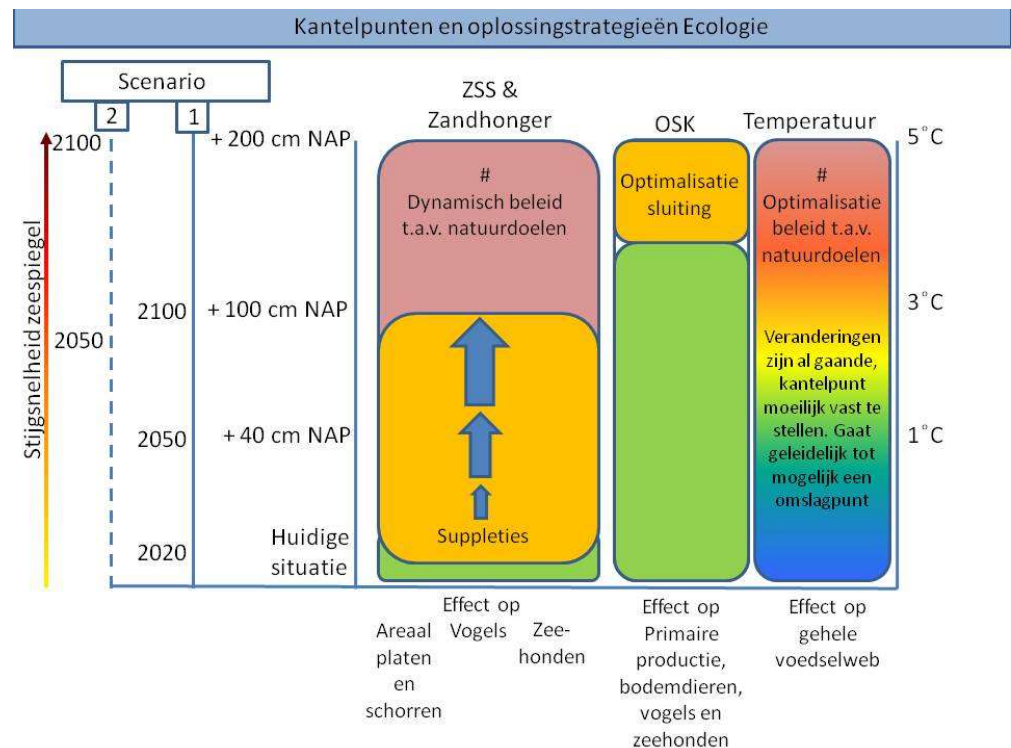 Kantelpunten en oplossingstrategieën Ecologie
Scenario
2
1
Stijgsnelheid zeespiegel
2100
2050
2100
2050
2020
+ 200 cm NAP
+ 100 cm NAP
+ 40 cm NAP
Huidige
situatie
ZSS &
Zandhonger
#
Dynamisch beleid
t.a.v. natuurdoelen
Suppleties
OSK
Optimalisatie
sluiting
Temperatuur
#
Optimalisatie
beleid t.a.v.
natuurdoelen
Veranderingen
zijn al gaande,
kantelpunt
moeilijk vast te
stellen. Gaat
geleidelijk tot
mogelijk een
omslagpunt
5°C
3°C
1°C
Effect op
Areaal
platen
en
schorren
Vogels
Zee-
honden
Effect op
Primaire
productie,
bodemdieren,
vogels en
zeehonden
Effect op
gehele
voedselweb